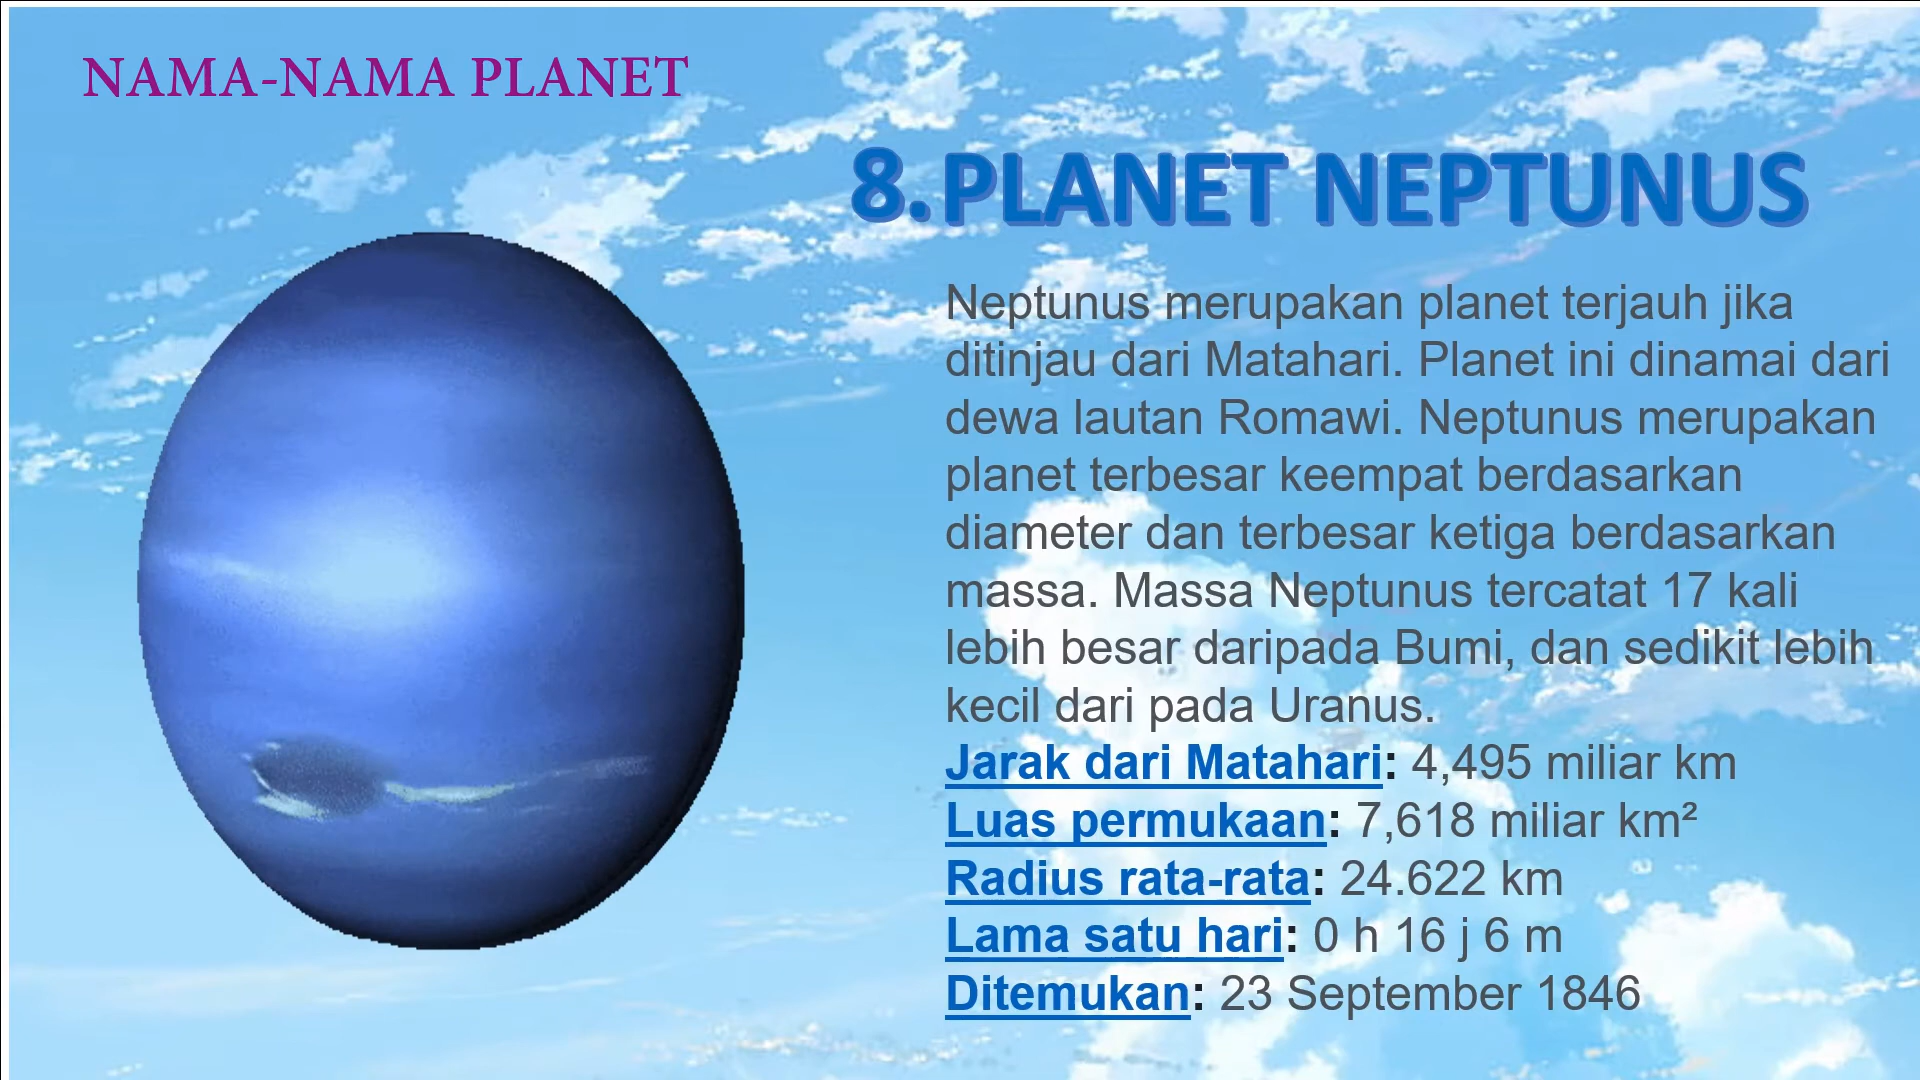 NAMA-NAMA PLANET
8.PLANET NEPTUNUS
Neptunus merupakan planet terjauh jika
ditinjau dari Matahari. Planet ini dinamai dari
dewa lautan Romawi. Neptunus merupakan
planet terbesar keempat berdasarkan
diameter dan terbesar ketiga berdasarkan
massa. Massa Neptunus tercatat 17 kali
lebih besar daripada Bumi, dan sedikit lebih
kecil dari pada Uranus.
Jarak dari Matahari: 4,495 miliar km
Luas permukaan: 7,618 miliar km²
Radius rata-rata: 24.622 km
Lama satu hari: 0 h 16 j 6 m
Ditemukan: 23 September 1846